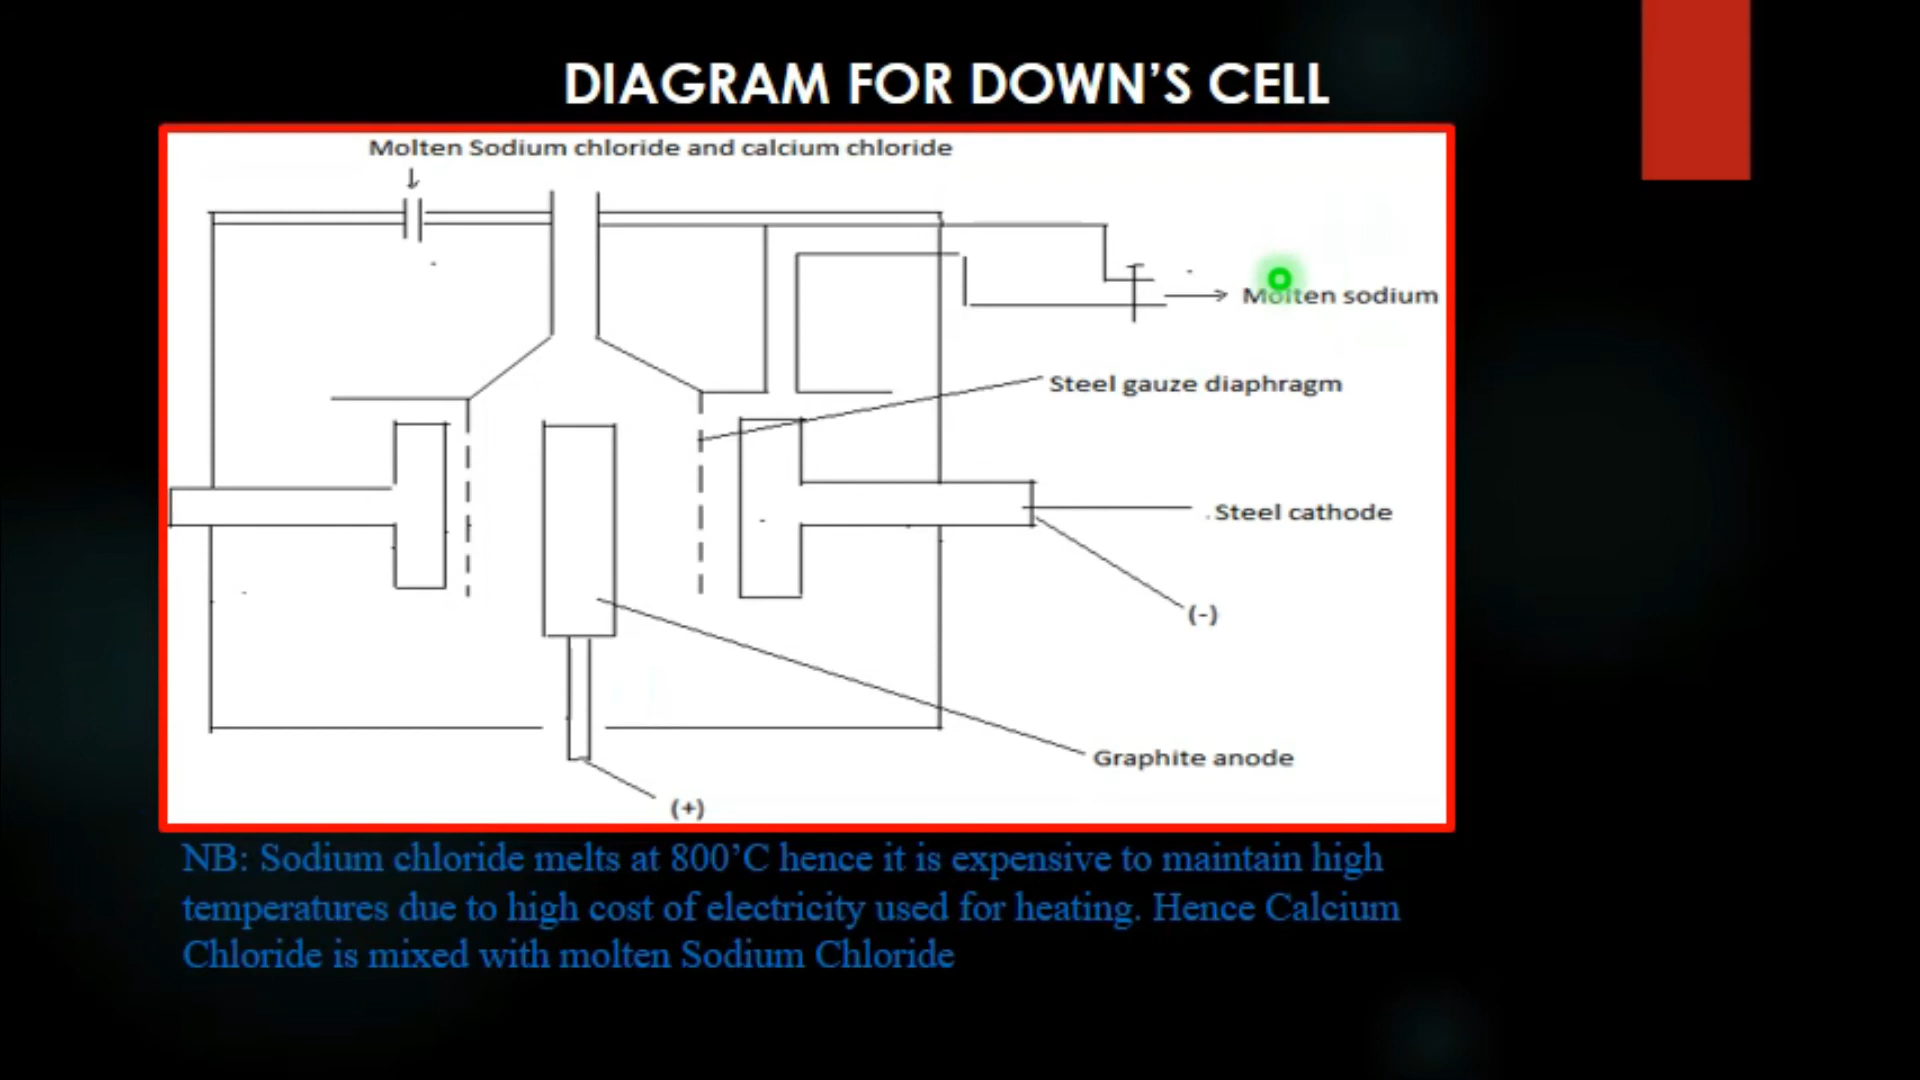 DIAGRAM FOR DOWN’S CELL
Molten Sodium chloride and calcium chloride
Molten sodium
Steel gauze diaphragm
Steel cathode
(-)
Graphite anode
(+)
NB: Sodium chloride melts at 800’C hence it is expensive to maintain high
temperatures due to high cost of electricity used for heating. Hence Calcium
Chloride is mixed with molten Sodium Chloride